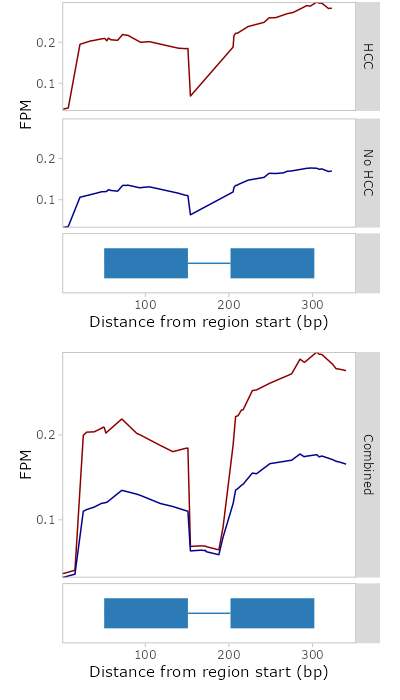 HCC
0.2
0.1
FPM
No HCC
0.2
0.1
100
200
300
Distance from region start (bp)
Combined
0.2
FPM
0.1
100
200
300
Distance from region start (bp)